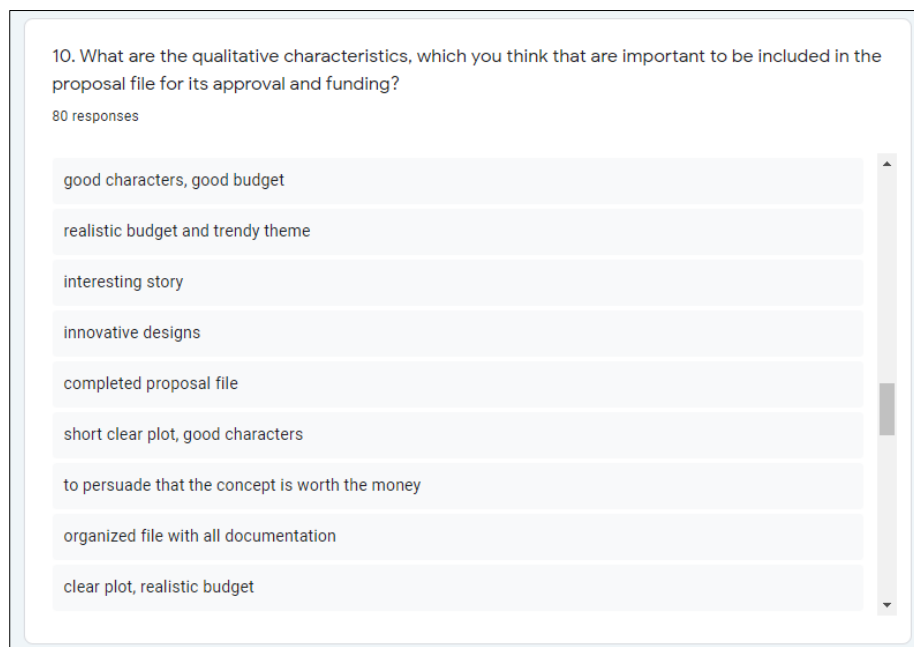 10. What are the qualitative characteristics, which you think that are important to be included in the
proposal file for its approval and funding?
80 responses
good characters, good budget
realistic budget and trendy theme
interesting story
innovative designs
completed proposal file
short clear plot, good characters
to persuade that the concept is worth the money
organized file with all documentation
clear plot, realistic budget